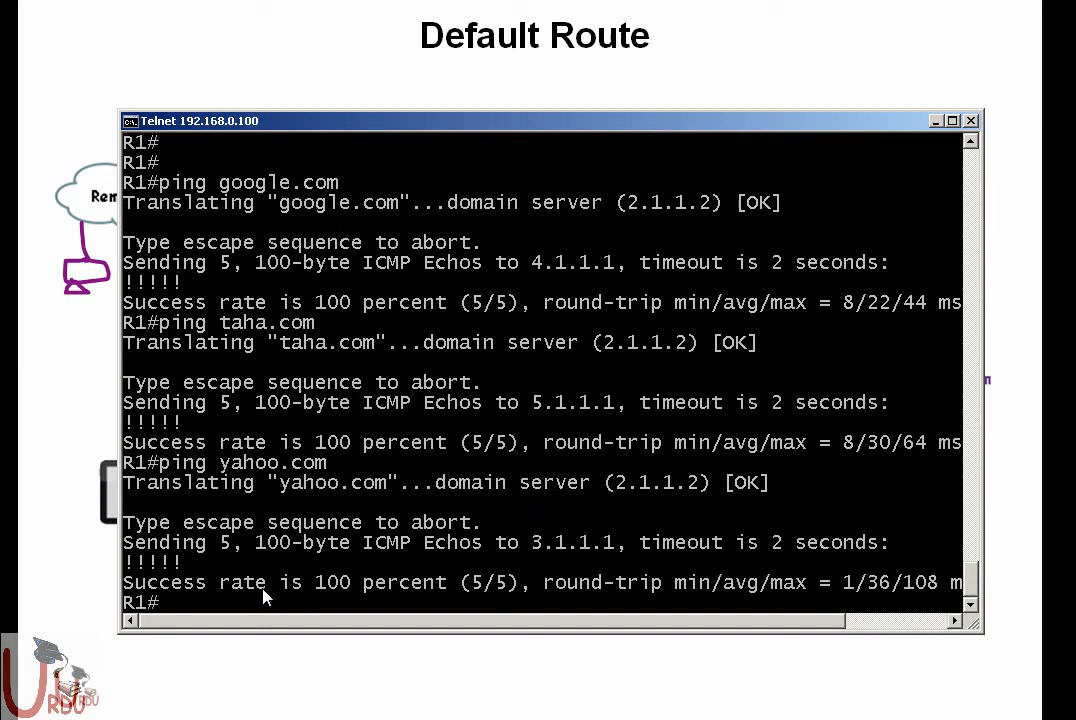 Default Route
Telnet 192.168.0.100
R1#
R1#
R1#ping google.com
Translating "google.com"...domain server (2.1.1.2) [OK]
Type escape sequence to abort.
Sending 5, 100-byte ICMP Echos to 4.1.1.1, timeout is 2 seconds:
!!!!!
Success rate is 100 percent (5/5), round-trip min/avg/max = 8/22/44 ms
R1#ping taha.com
Translating "taha.com"...domain server (2.1.1.2) [OK]
Type escape sequence to abort.
Sending 5, 100-byte ICMP Echos to 5.1.1.1, timeout is 2 seconds:
!!!!!
Success rate is 100 percent (5/5), round-trip min/avg/max = 8/30/64 ms
R1#ping yahoo.com
Translating "yahoo.com"...domain server (2.1.1.2) [OK]
Type escape sequence to abort.
Sending 5, 100-byte ICMP Echos to 3.1.1.1, timeout is 2 seconds:
!!!!!
Success rate is 100 percent (5/5), round-trip min/avg/max = 1/36/108 m
R1#
Rem
n
URDU